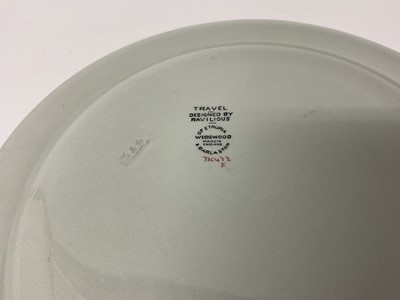 TRAVEL
DESIGNED BY
RAVILIOUS
OF ETRURIA
WEDGWOOD
MADE IN
ENGLAND
& BARLASTON